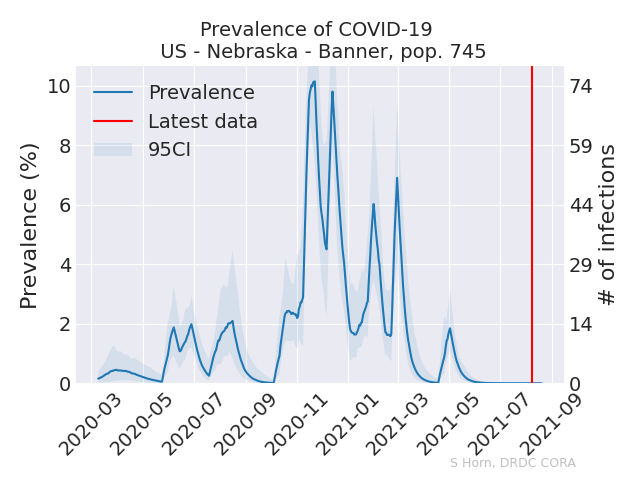 Prevalence of COVID-19
US - Nebraska - Banner, pop. 745
Prevalence
Latest data
95CI
Prevalence (%)
10
8
6
4
2
0
74
59
44
29
14
0
# of infections
2020-03
2020-05
2020-07
2020-09
2020-11
2021-01
2021-03
2021-05
2021-07
2021-09
S Horn, DRDC CORA